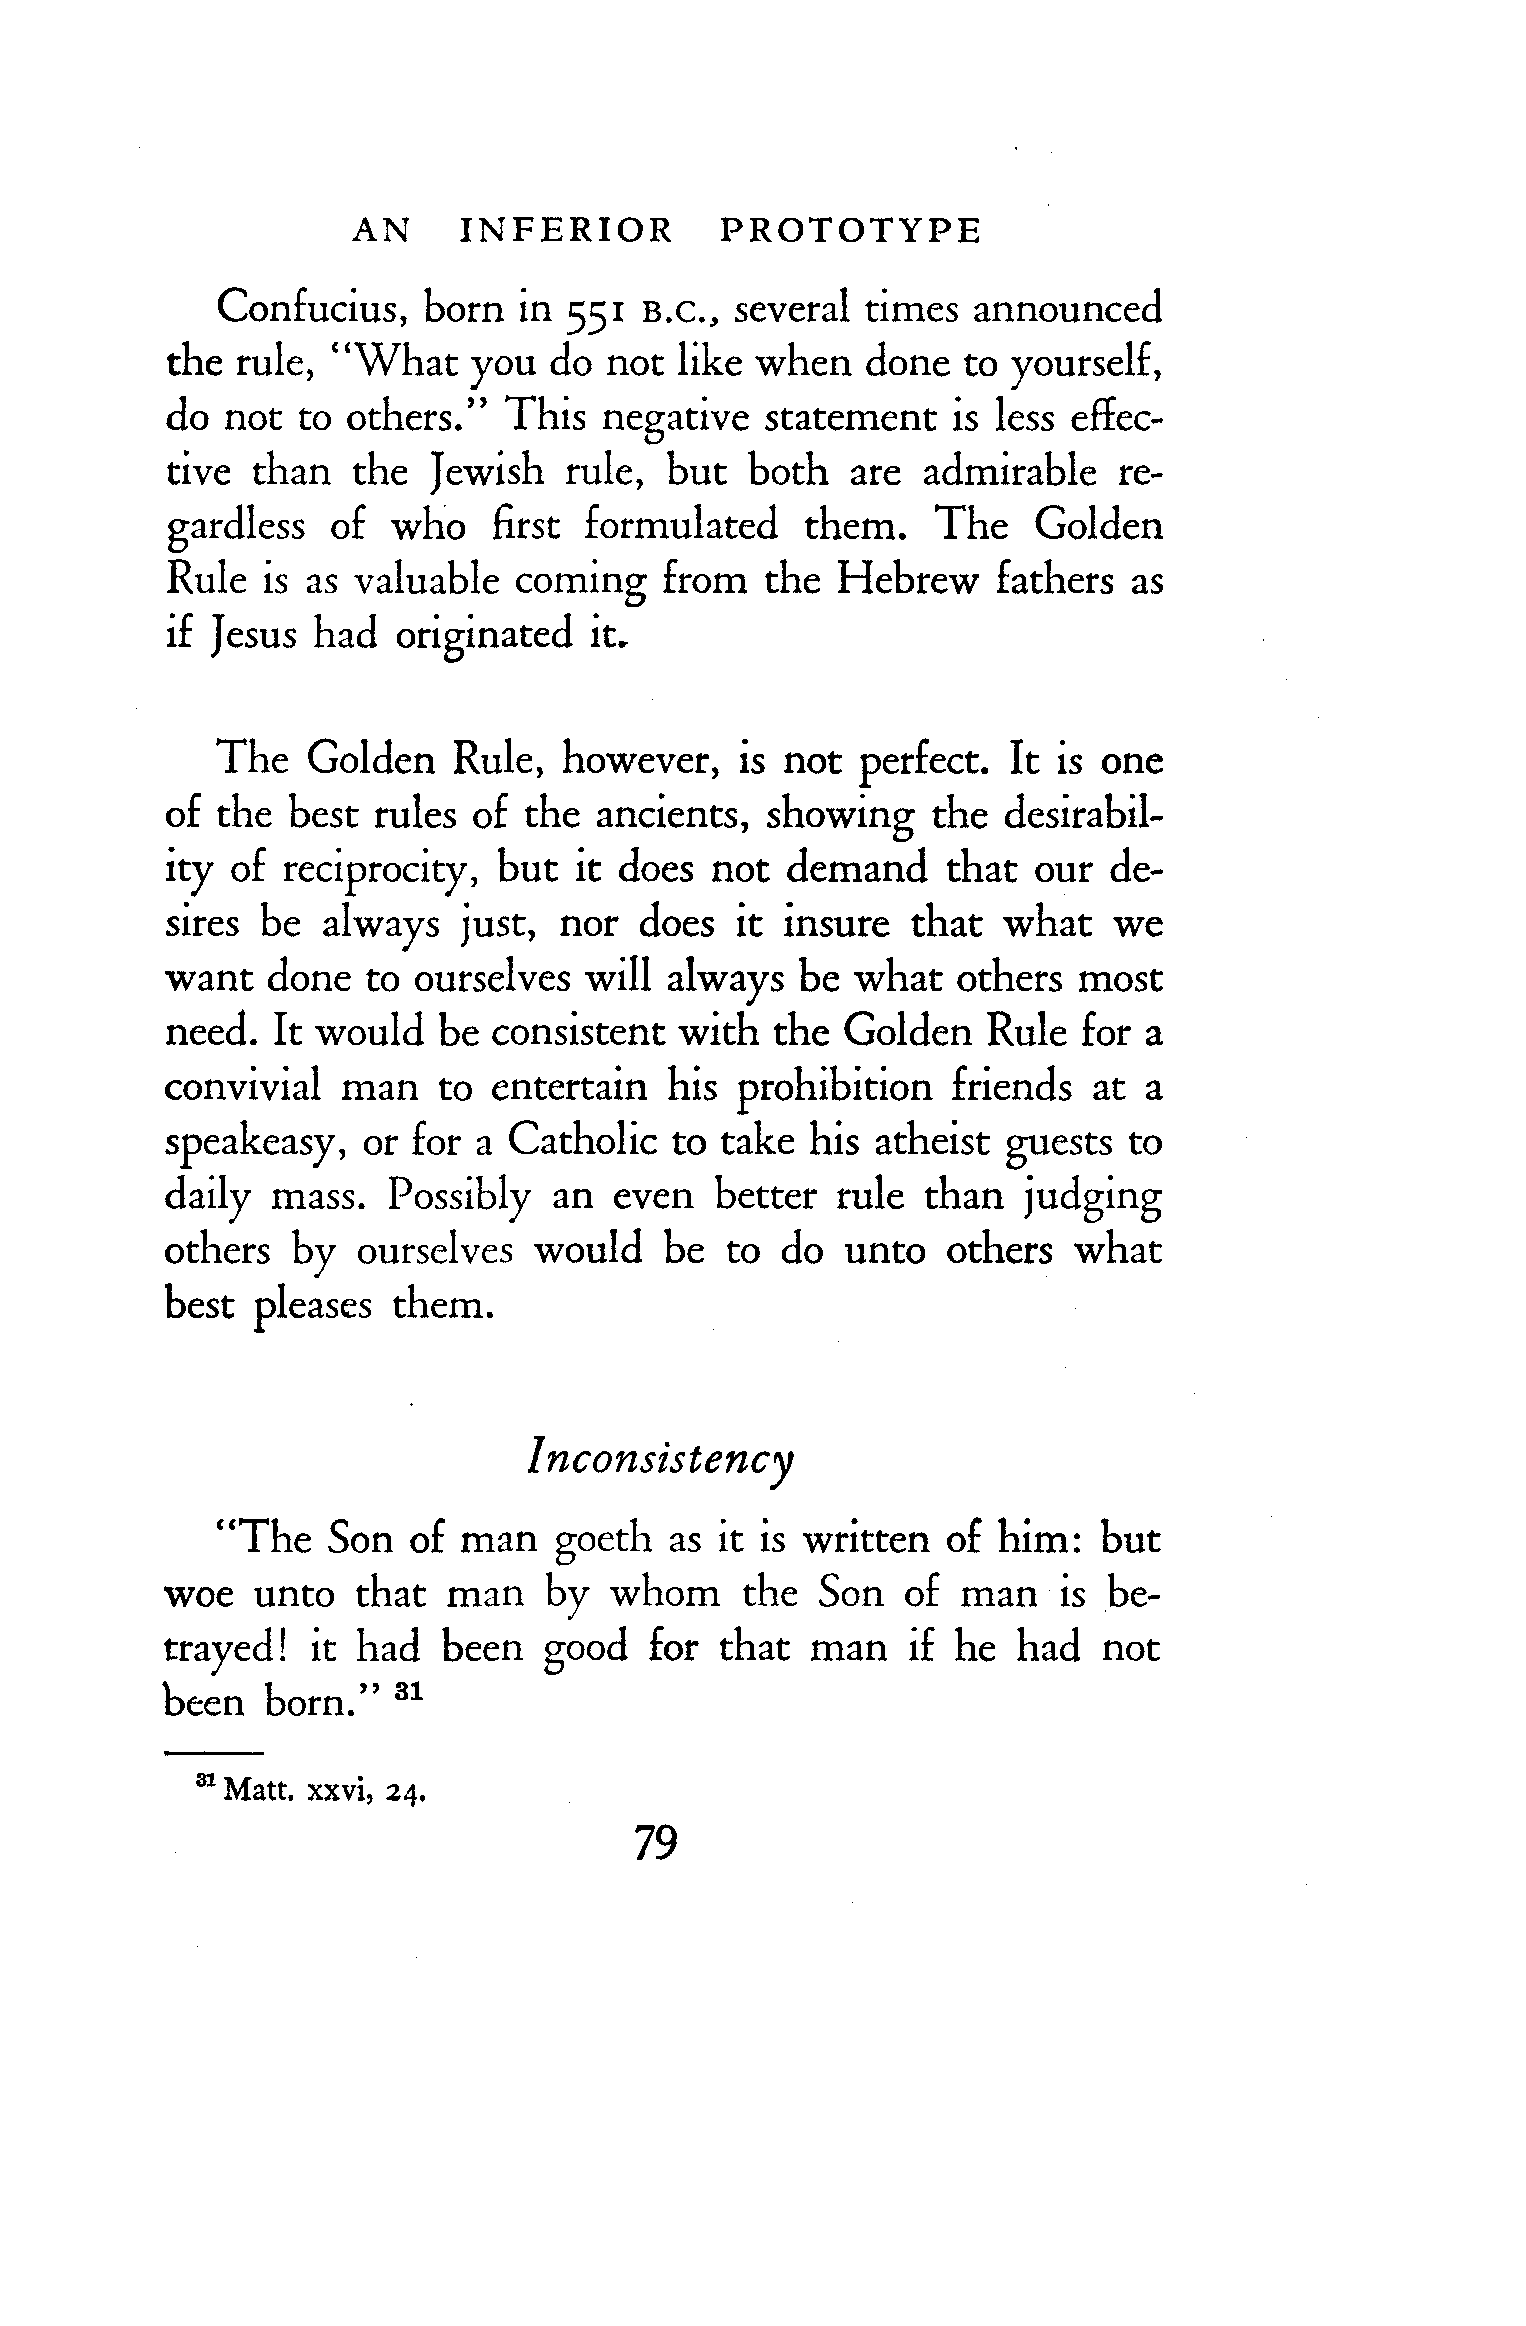 AN INFERIOR PROTOTYPE
Confucius, born in 551 B.C., several times announced
the rule, "What you do not like when done to yourself,
do not to others." This negative statement is less effec-
tive than the Jewish rule, but both are admirable re-
gardless of who first formulated them. The Golden
Rule is as valuable coming from the Hebrew fathers as
if Jesus had originated it.
The Golden Rule, however, is not perfect. It is one
of the best rules of the ancients, showing the desirabil-
ity of reciprocity, but it does not demand that our de-
sires be always just, nor does it insure that what we
want done to ourselves will always be what others most
need. It would be consistent with the Golden Rule for a
convivial man to entertain his prohibition friends at a
speakeasy, or for a Catholic to take his atheist guests to
daily mass. Possibly an even better rule than judging
others by ourselves would be to do unto others what
best pleases them.
Inconsistency
"The Son of man goeth as it is written of him: but
woe unto that man by whom the Son of man is be-
trayed! it had been good for that man if he had not
been born." 31
31 Matt. xxvi, 24.
79